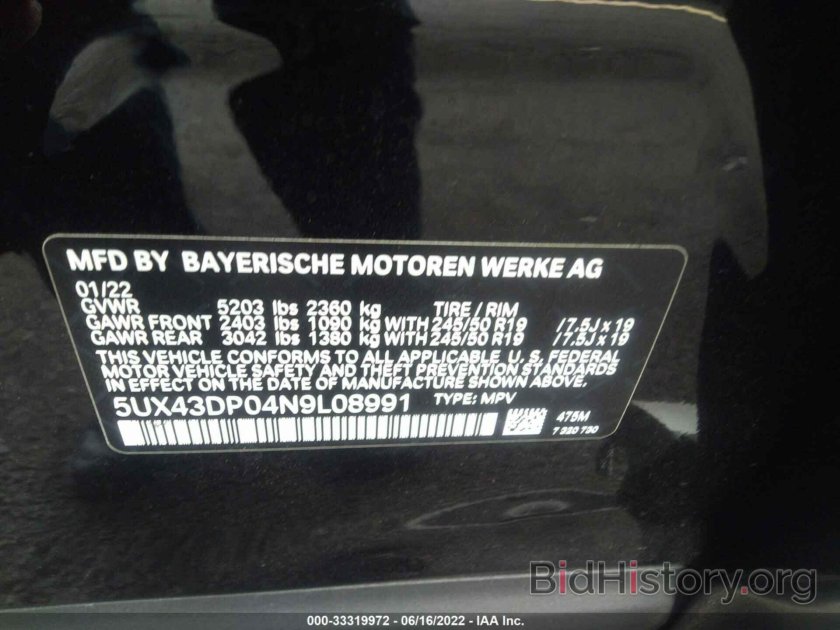 MFD BY BAYERISCHE MOTOREN WERKE AG
01/22
GVWR 5203 lbs 2360 kg TIRE / RIM
GAWR FRONT 2403 lbs 1090 kg WITH 245/50 R19 /7.5J x 19
GAWR REAR 3042 lbs 1380 kg WITH 245/50 R19 /7.5J x 19
THIS VEHICLE CONFORMS TO ALL APPLICABLE U. S. FEDERAL
MOTOR VEHICLE SAFETY AND THEFT PREVENTION STANDARDS
IN EFFECT ON THE DATE OF MANUFACTURE SHOWN ABOVE.
5UX43DP04N9L08991 TYPE: MPV
475M
7 320 730
BidHistory.org
000-33319972 - 06/16/2022 - IAA Inc.